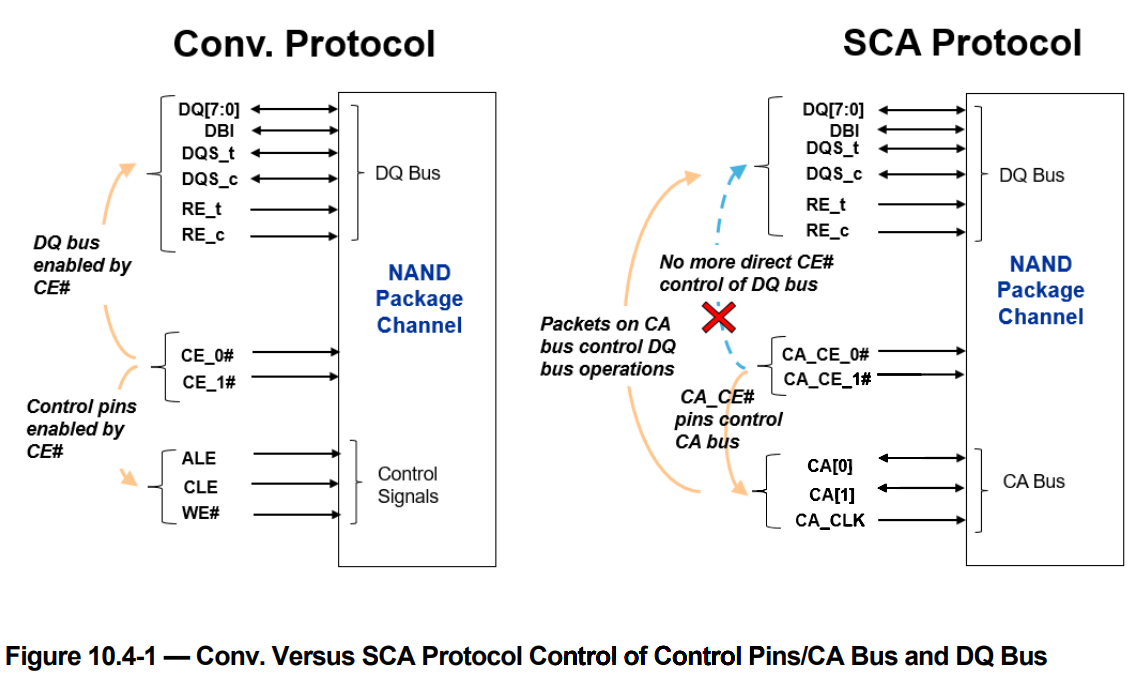 Conv. Protocol
DQ[7:0]
DBI
DQS_t
DQS_c
RE_t
RE_c
DQ Bus
DQ bus
enabled by
CE#
NAND
Package
Channel
CE_0#
CE_1#
Control pins
enabled by
CE#
ALE
CLE
WE#
Control
Signals
SCA Protocol
DQ[7:0]
DBI
DQS_t
DQS_c
RE_t
RE_c
DQ Bus
No more direct CE#
control of DQ bus
NAND
Package
Channel
Packets on CA
bus control DQ
bus operations
CA_CE_0#
CA_CE_1#
CA_CE#
pins control
CA bus
CA[0]
CA[1]
CA_CLK
CA Bus
Figure 10.4-1 — Conv. Versus SCA Protocol Control of Control Pins/CA Bus and DQ Bus